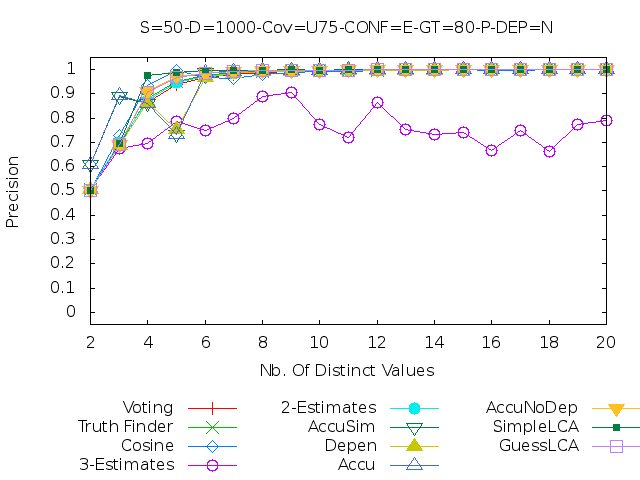 S=50-D=1000-Cov=U75-CONF=E-GT=80-P-DEP=N
1
0.9
0.8
0.7
0.6
0.5
0.4
0.3
0.2
0.1
0
Precision
2 4 6 8 10 12 14 16 18 20
Nb. Of Distinct Values
Voting 2-Estimates AccuNoDep
Truth Finder AccuSim SimpleLCA
Cosine Depen GuessLCA
3-Estimates Accu